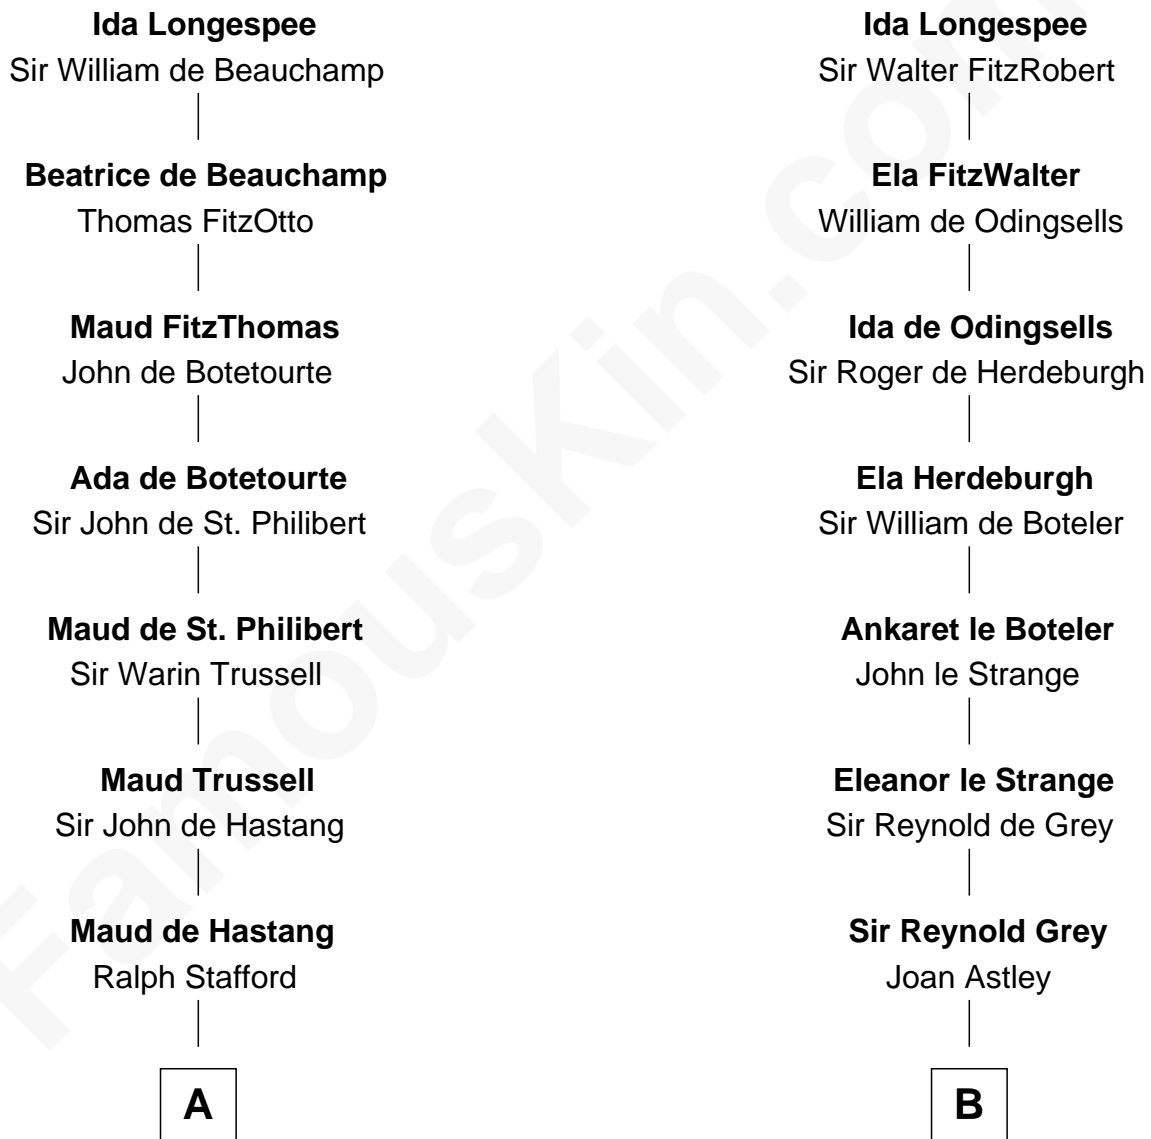 Ida Longespee
Sir William de Beauchamp
Beatrice de Beauchamp
Thomas FitzOtto
Maud FitzThomas
John de Botetourte
Ada de Botetourte
Sir John de St. Philibert
Maud de St. Philibert
Sir Warin Trussell
Maud Trussell
Sir John de Hastang
Maud de Hastang
Ralph Stafford
A
Ida Longespee
Sir Walter FitzRobert
Ela FitzWalter
William de Odingsells
Ida de Odingsells
Sir Roger de Herdeburgh
Ela Herdeburgh
Sir William de Boteler
Ankaret le Boteler
John le Strange
Eleanor le Strange
Sir Reynold de Grey
Sir Reynold Grey
Joan Astley
B
FamousKin.com